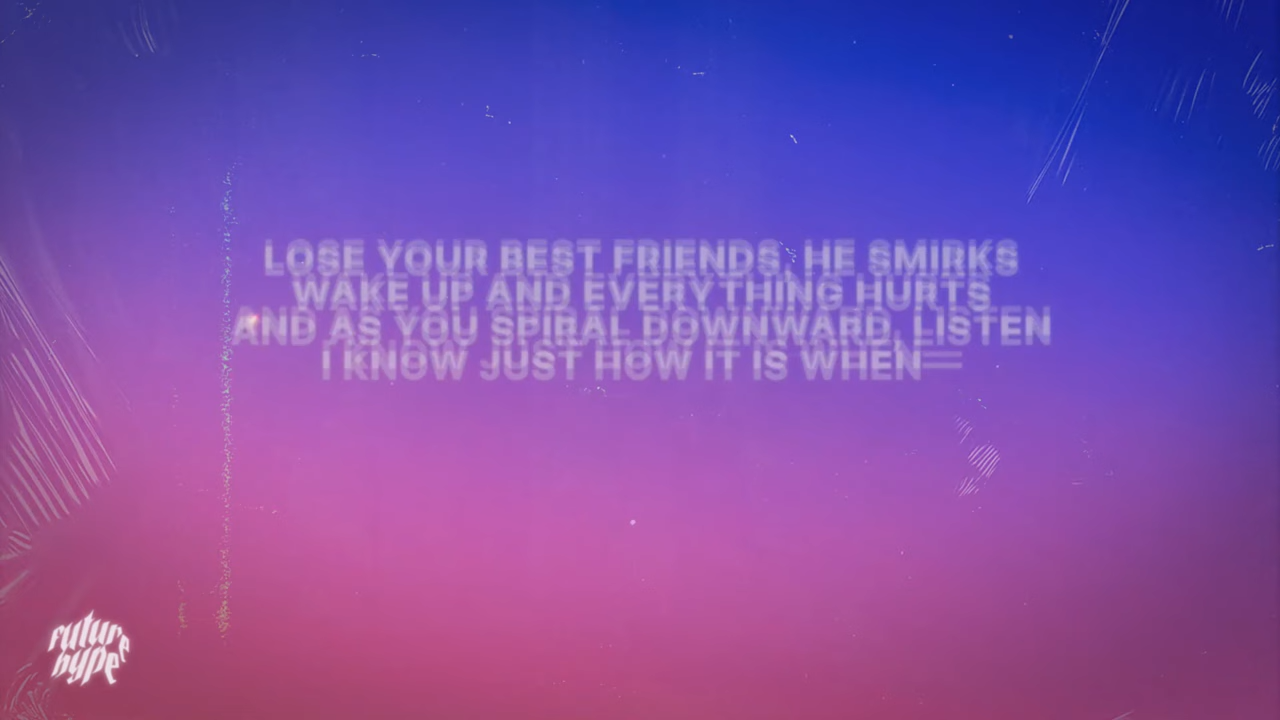 LOSE YOUR BEST FRIENDS, HE SMIRKS
WAKE UP AND EVERYTHING HURTS
AND AS YOU SPIRAL DOWNWARD, LISTEN
I KNOW JUST HOW IT IS WHEN—
future
hype